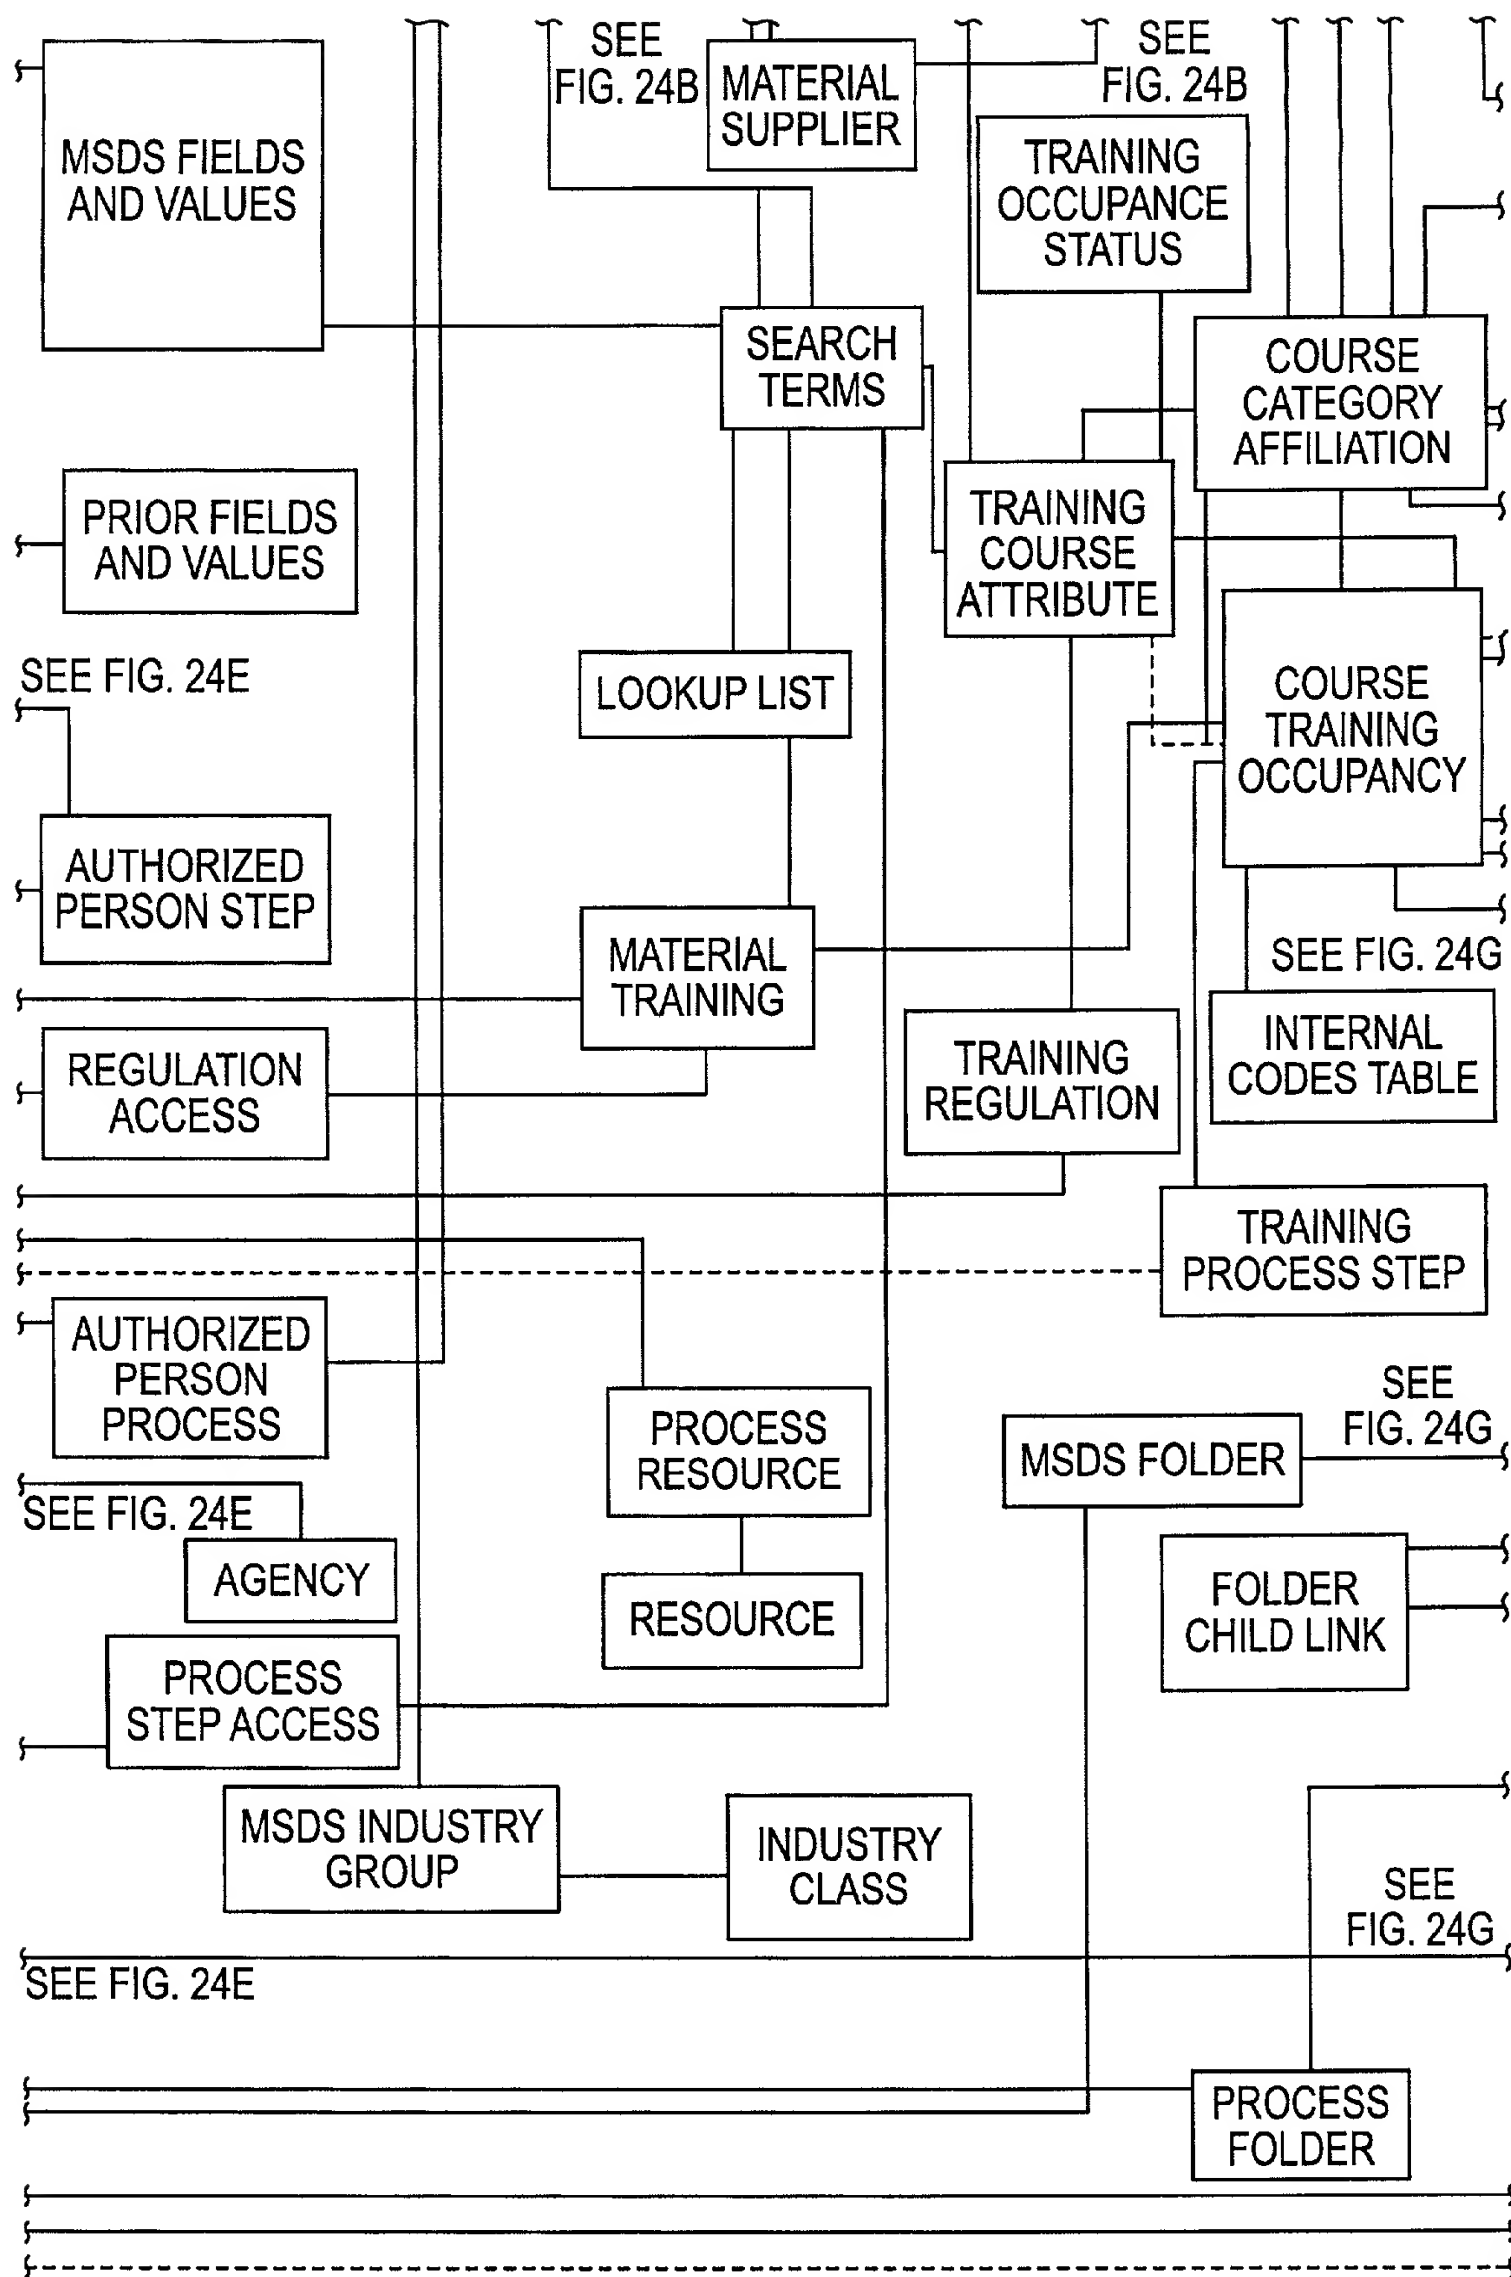 SEE
FIG. 24B
MATERIAL
SUPPLIER
SEE
FIG. 24B
MSDS FIELDS
AND VALUES
TRAINING
OCCUPANCE
STATUS
SEARCH
TERMS
COURSE
CATEGORY
AFFILIATION
PRIOR FIELDS
AND VALUES
TRAINING
COURSE
ATTRIBUTE
SEE FIG. 24E
LOOKUP LIST
COURSE
TRAINING
OCCUPANCY
AUTHORIZED
PERSON STEP
MATERIAL
TRAINING
SEE FIG. 24G
INTERNAL
CODES TABLE
REGULATION
ACCESS
TRAINING
REGULATION
TRAINING
PROCESS STEP
AUTHORIZED
PERSON
PROCESS
PROCESS
RESOURCE
MSDS FOLDER
SEE
FIG. 24G
SEE FIG. 24E
AGENCY
RESOURCE
FOLDER
CHILD LINK
PROCESS
STEP ACCESS
MSDS INDUSTRY
GROUP
INDUSTRY
CLASS
SEE
FIG. 24G
SEE FIG. 24E
PROCESS
FOLDER